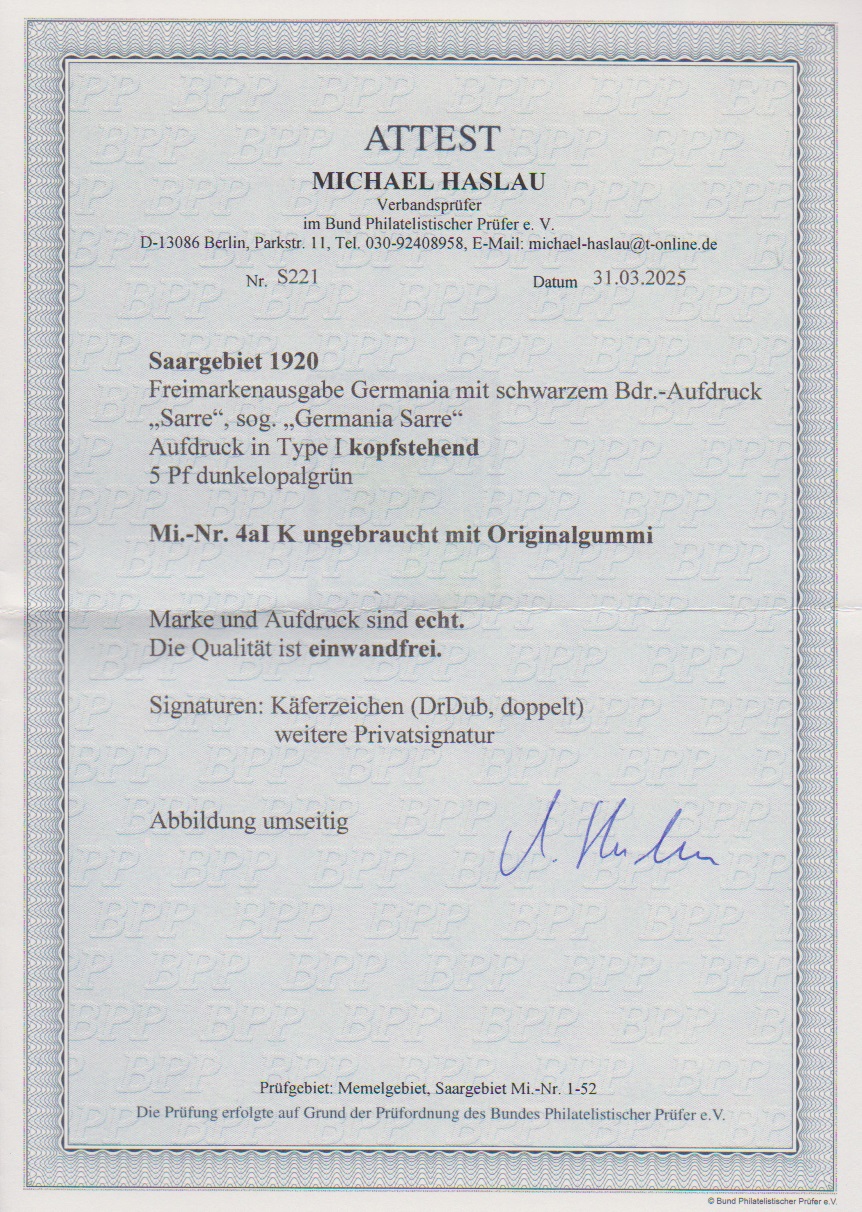 ATTEST
MICHAEL HASLAU
Verbandsprüfer
im Bund Philatelistischer Prüfer e. V.
D-13086 Berlin, Parkstr. 11, Tel. 030-92408958, E-Mail: michael-haslau@t-online.de
Nr. S221 Datum 31.03.2025
Saargebiet 1920
Freimarkenausgabe Germania mit schwarzem Bdr.-Aufdruck
„Sarre“, sog. „Germania Sarre“
Aufdruck in Type I kopfstehend
5 Pf dunkelopalgrün
Mi.-Nr. 4aI K ungebraucht mit Originalgummi
Marke und Aufdruck sind echt.
Die Qualität ist einwandfrei.
Signaturen: Käferzeichen (DrDub, doppelt)
weitere Privatsignatur
Abbildung umseitig
Prüfgebiet: Memelgebiet, Saargebiet Mi.-Nr. 1-52
Die Prüfung erfolgte auf Grund der Prüfordnung des Bundes Philatelistischer Prüfer e.V.
© Bund Philatelistischer Prüfer e.V.